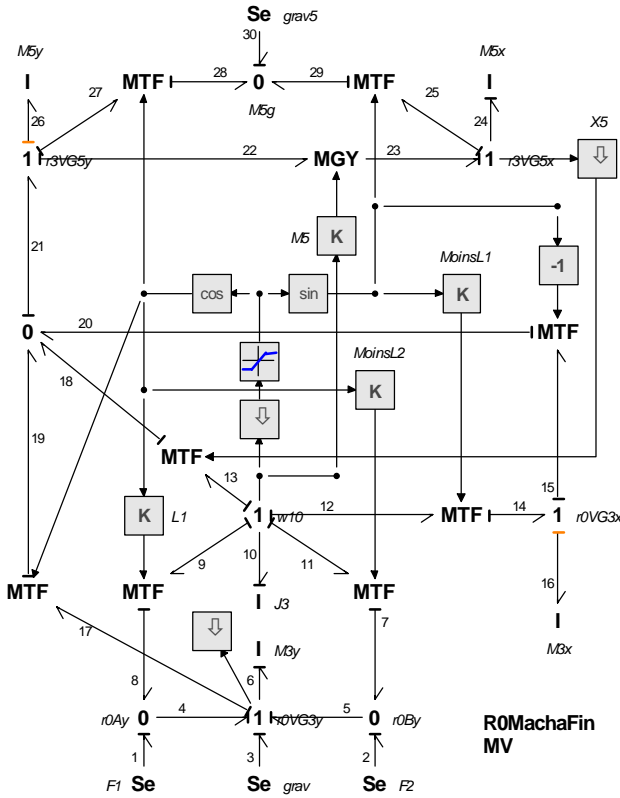 Se grav5
30
M5y M5x
I MTF 28 0 29 MTF I
27 25 X5
M5g
26 24
1 r3VG5y 22 MGY 23 1 r3VG5x
M5 K
21 MoinsL1 -1
cos sin K
0 20 MTF
MoinsL2
18 K
19
MTF
13 15
K L1 1 w10 12 MTF 14 1 r0VG3x
9 10 11
16
MTF MTF MTF
I J3 7 I
17 I M3y M3x
8 6
4 5
r0Ay 0 1 r0VG3y 0 r0By R0MachaFin
MV
1 3 2
F1 Se Se grav Se F2